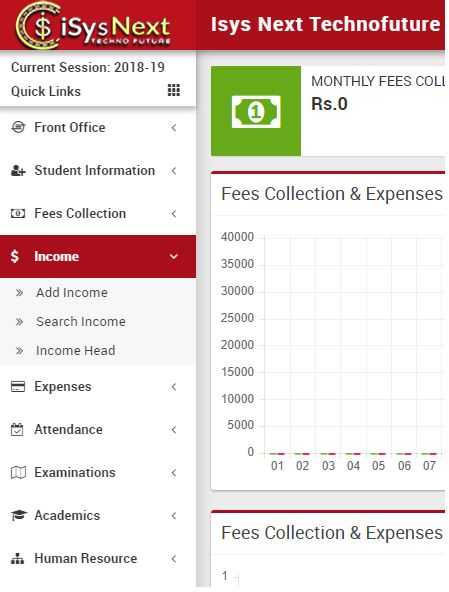 iSysNext
TECHNO FUTURE
Isys Next Technofuture
Current Session: 2018-19
Quick Links
MONTHLY FEES COLL
Rs.0
Front Office
Student Information
Fees Collection
Income
Add Income
Search Income
Income Head
Expenses
Attendance
Examinations
Academics
Human Resource
Fees Collection & Expenses
40000
35000
30000
25000
20000
15000
10000
5000
0
01 02 03 04 05 06 07
Fees Collection & Expenses
1